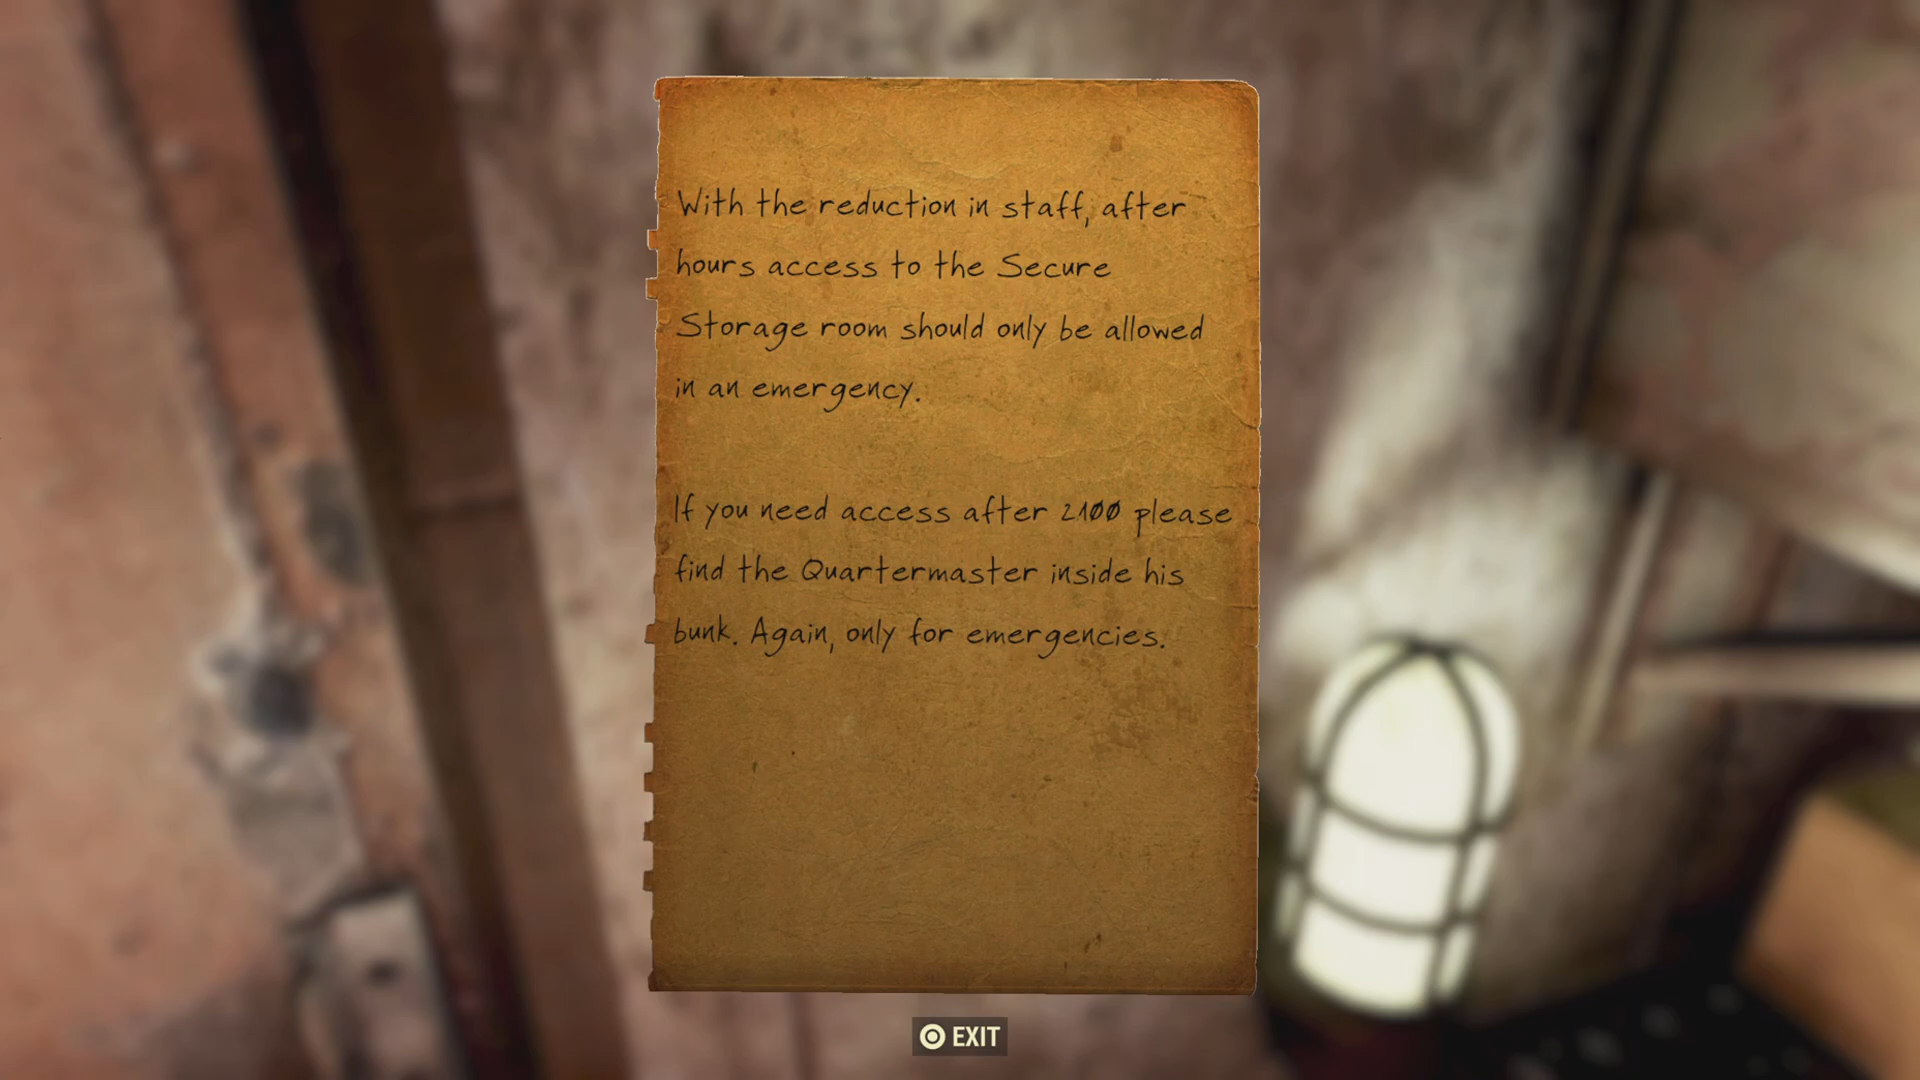 With the reduction in staff, after
hours access to the Secure
Storage room should only be allowed
in an emergency.
If you need access after 2100 please
find the Quartermaster inside his
bunk. Again, only for emergencies.
EXIT